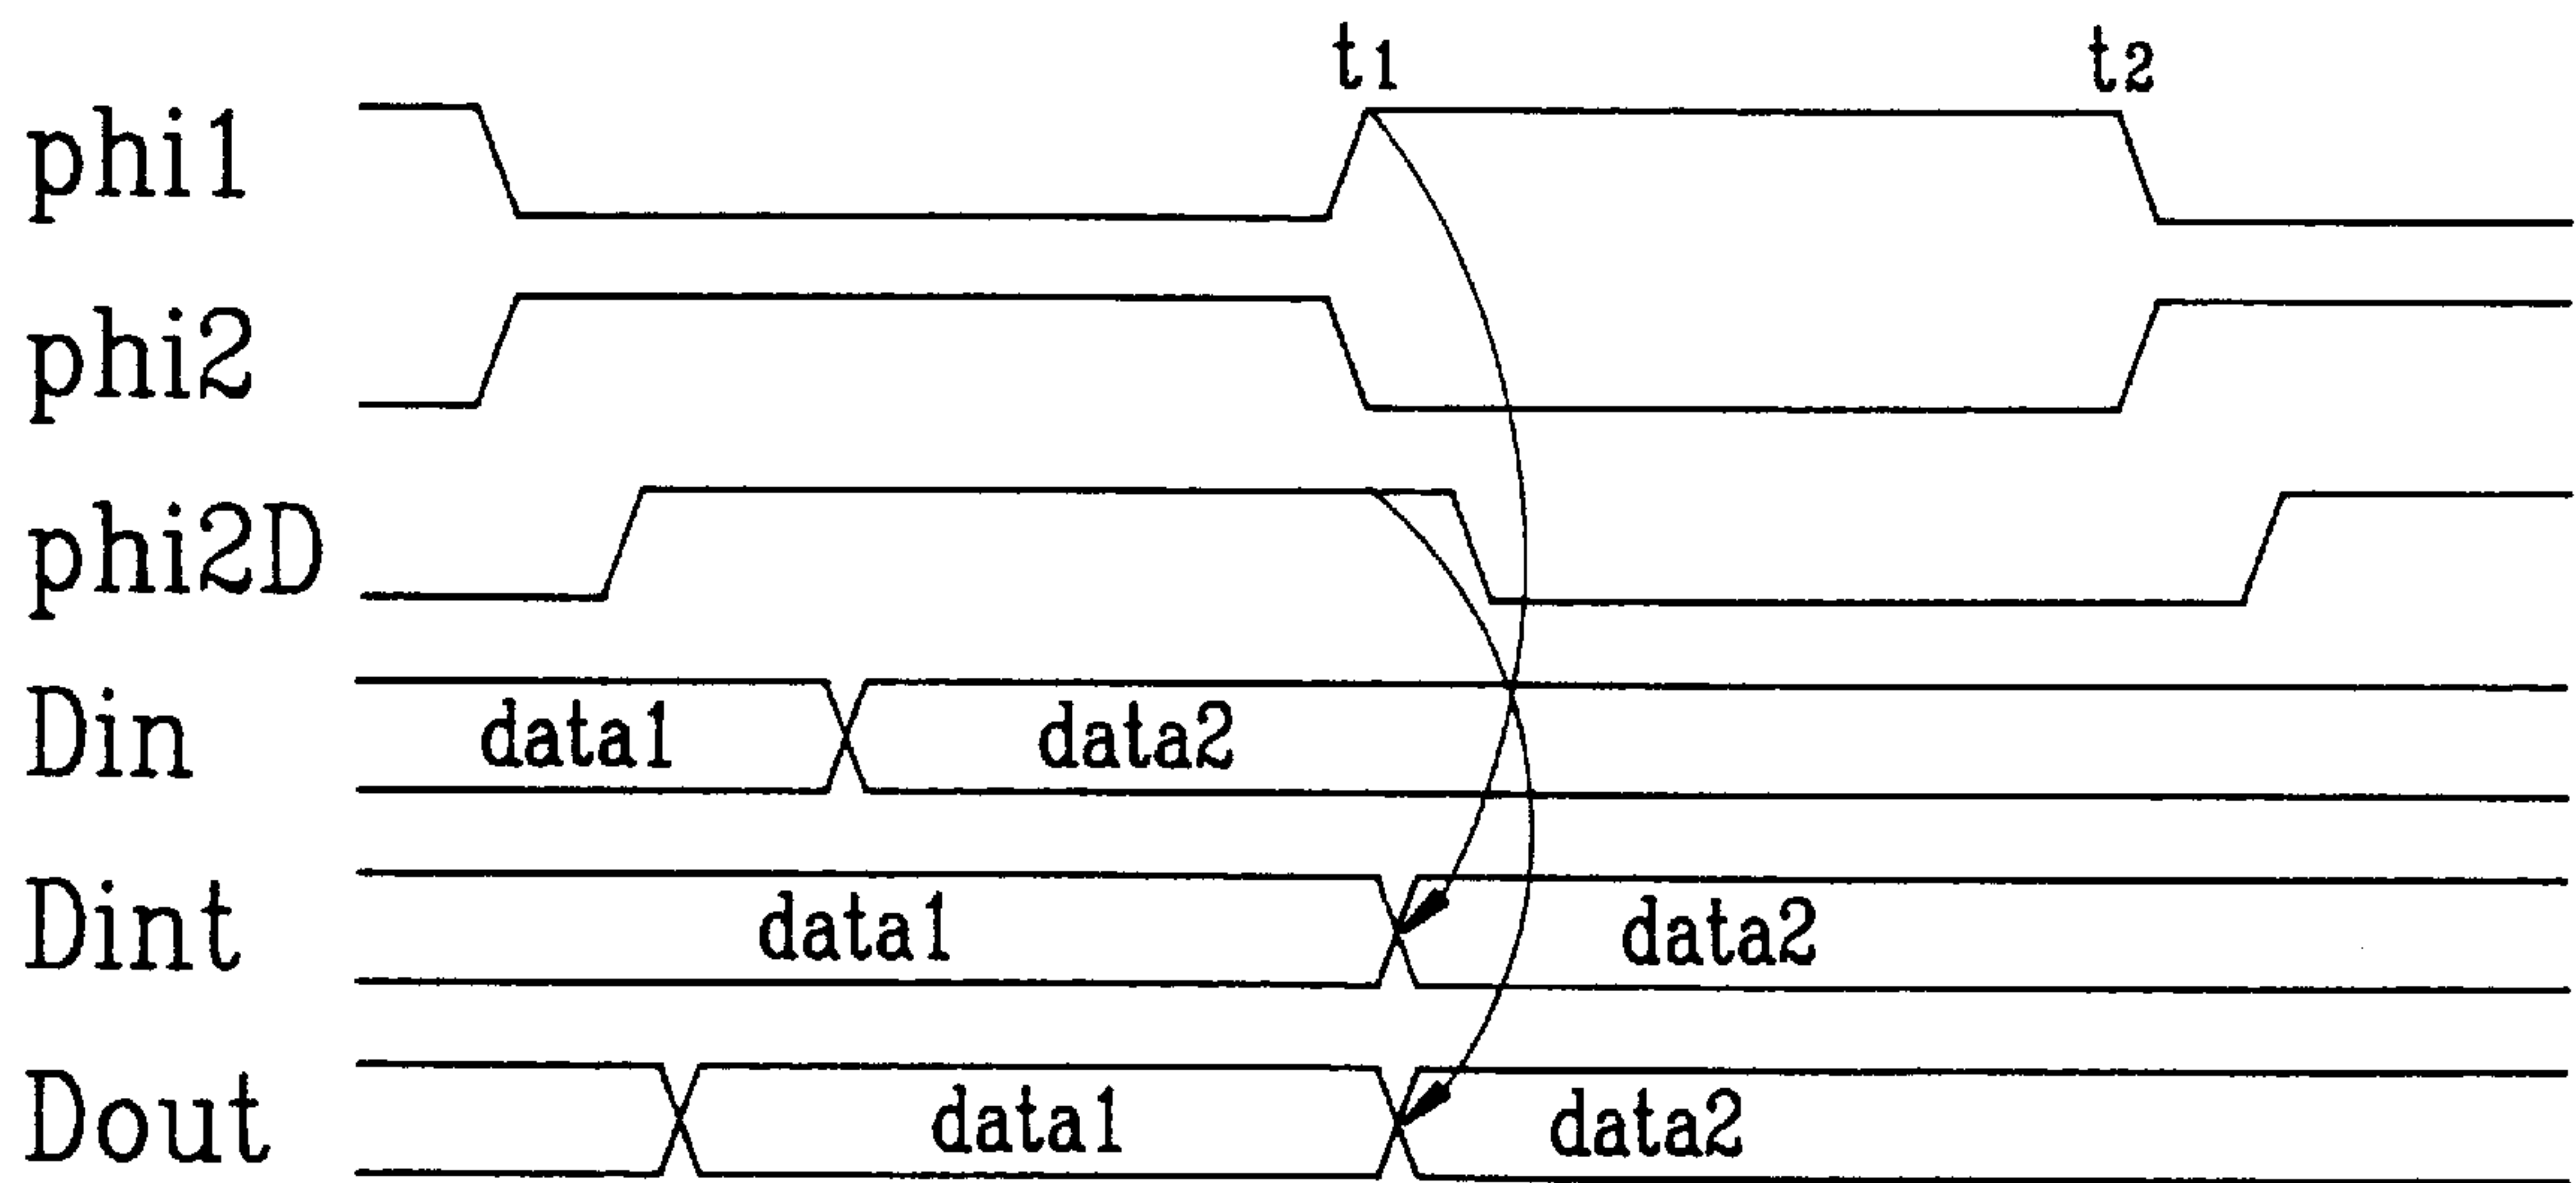 t1 t2
phi1
phi2
phi2D
Din data1 data2
Dint data1 data2
Dout data1 data2